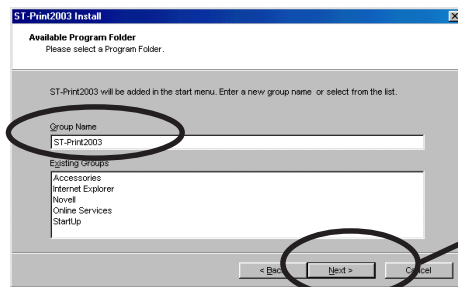 ST-Print2003 Install
Available Program Folder
Please select a Program Folder.
ST-Print2003 will be added in the start menu. Enter a new group name or select from the list.
Group Name
ST-Print2003
Existing Groups
Accessories
Internet Explorer
Novell
Online Services
StartUp
< Back Next > Cancel